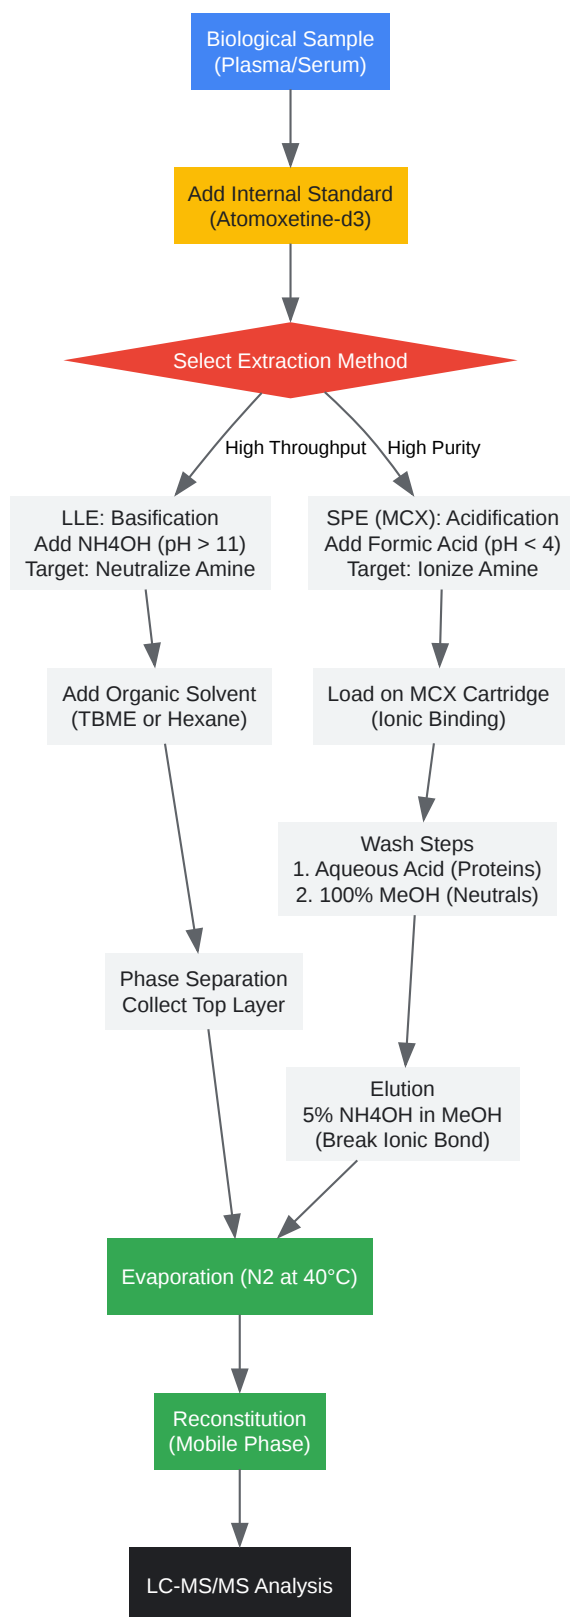 Biological Sample
(Plasma/Serum)
Add Internal Standard
(Atomoxetine-d3)
Select Extraction Method
High Throughput
High Purity
LLE: Basification
Add NH4OH (pH > 11)
Target: Neutralize Amine
SPE (MCX): Acidification
Add Formic Acid (pH < 4)
Target: Ionize Amine
Add Organic Solvent
(TBME or Hexane)
Load on MCX Cartridge
(Ionic Binding)
Wash Steps
1. Aqueous Acid (Proteins)
2. 100% MeOH (Neutrals)
Phase Separation
Collect Top Layer
Elution
5% NH4OH in MeOH
(Break Ionic Bond)
Evaporation (N2 at 40°C)
Reconstitution
(Mobile Phase)
LC-MS/MS Analysis